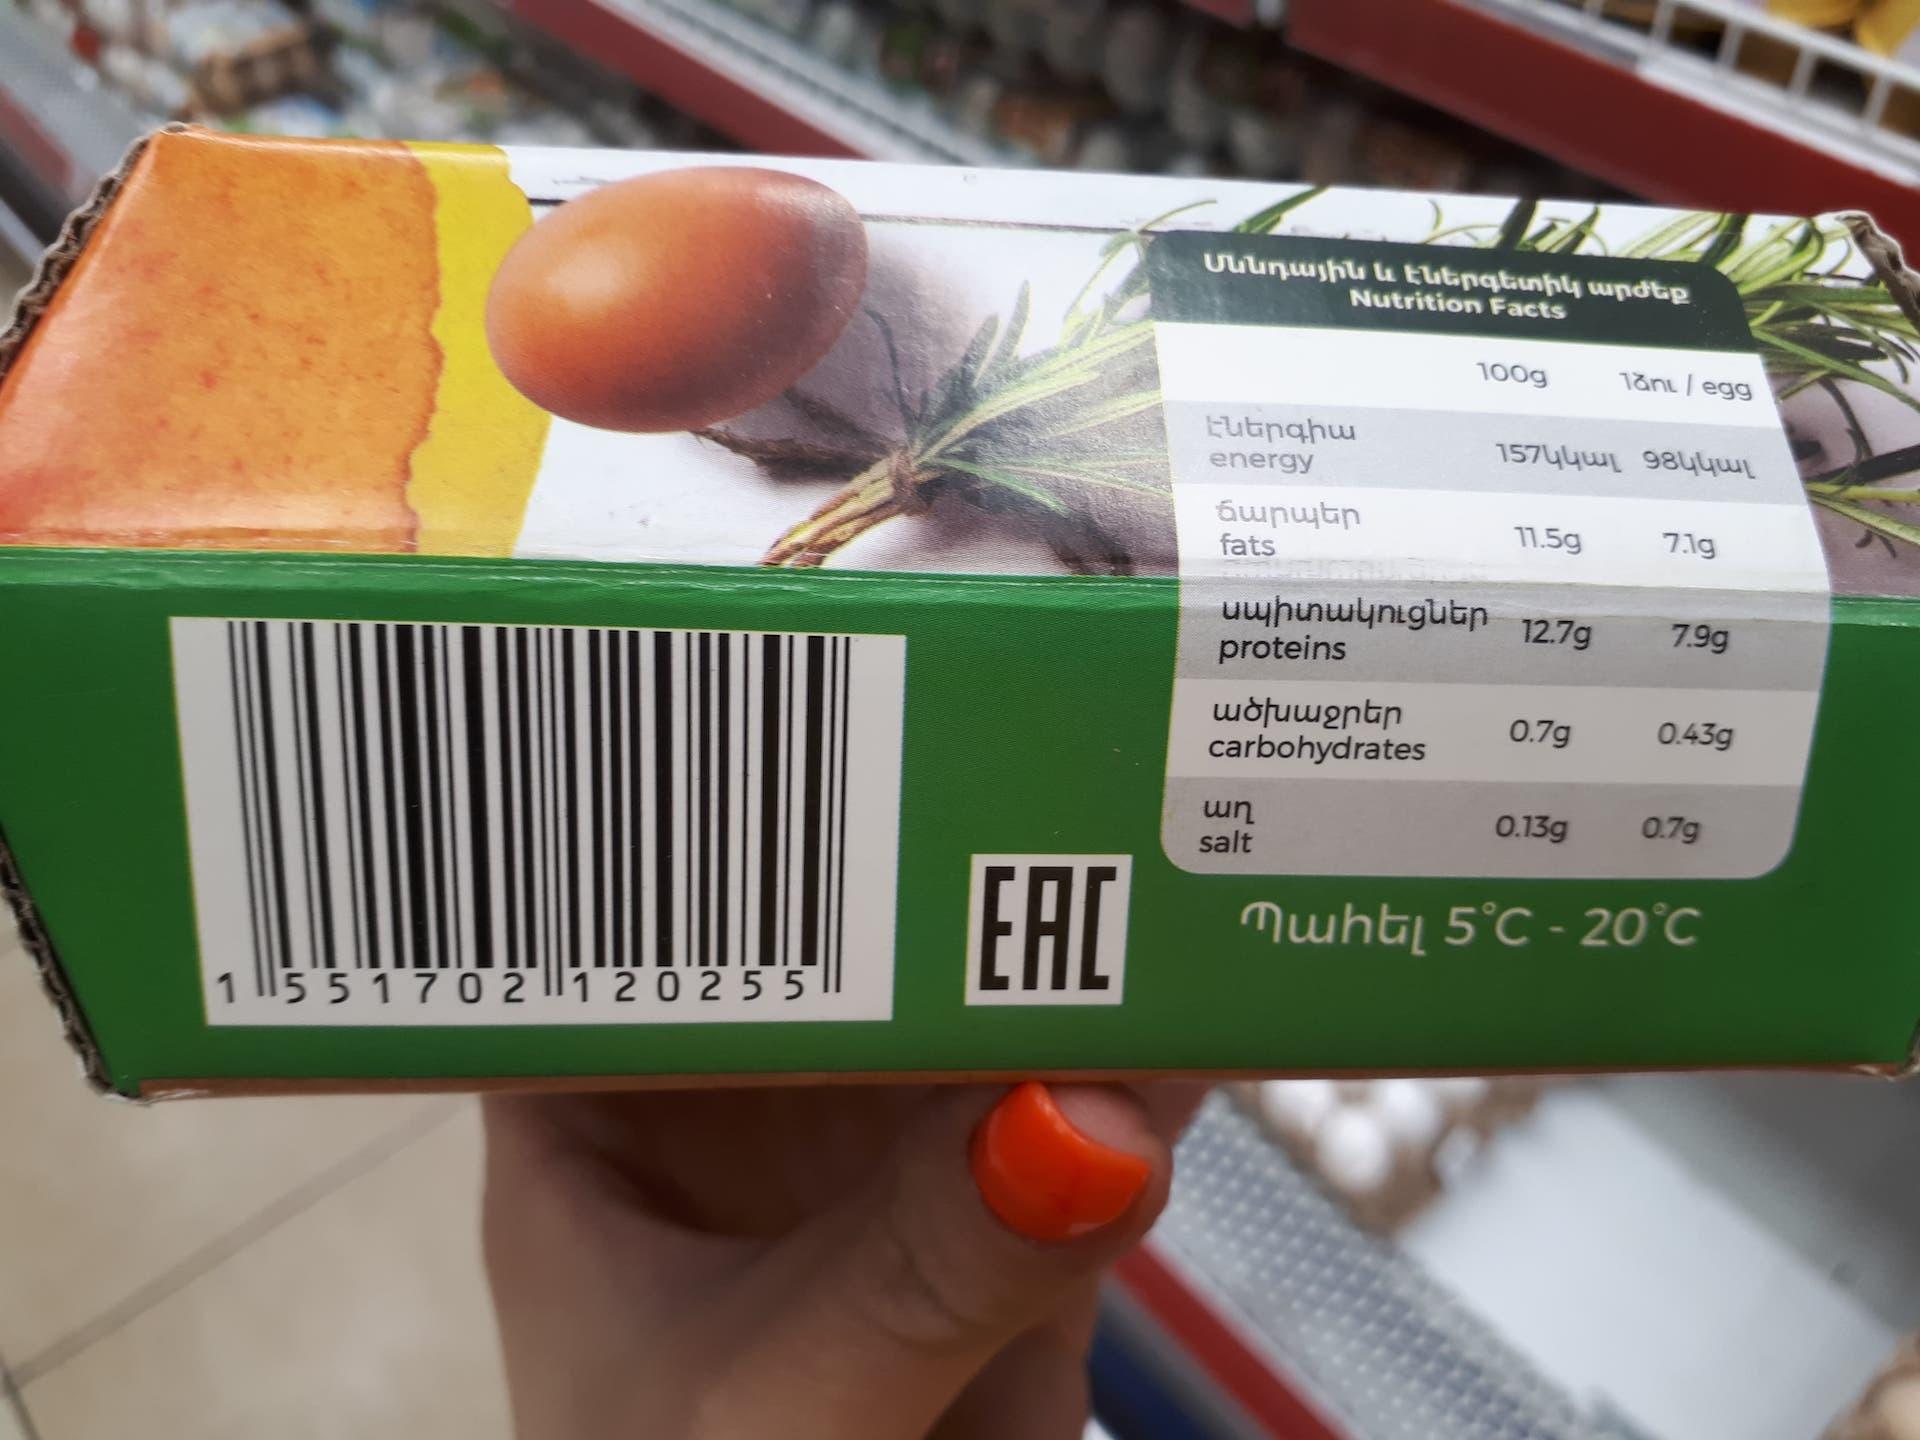 Սննդային և էներգետիկ արժեք
Nutrition Facts
100g 1ձու / egg
էներգիա
energy
157կկալ 98կկալ
ճարպեր
fats
11.5g 7.1g
սպիտակուցներ
proteins
12.7g 7.9g
ածխաջրեր
carbohydrates
0.7g 0.43g
աղ
salt
0.13g 0.7g
Պահել 5°C - 20°C
EAC
1 551702 120255